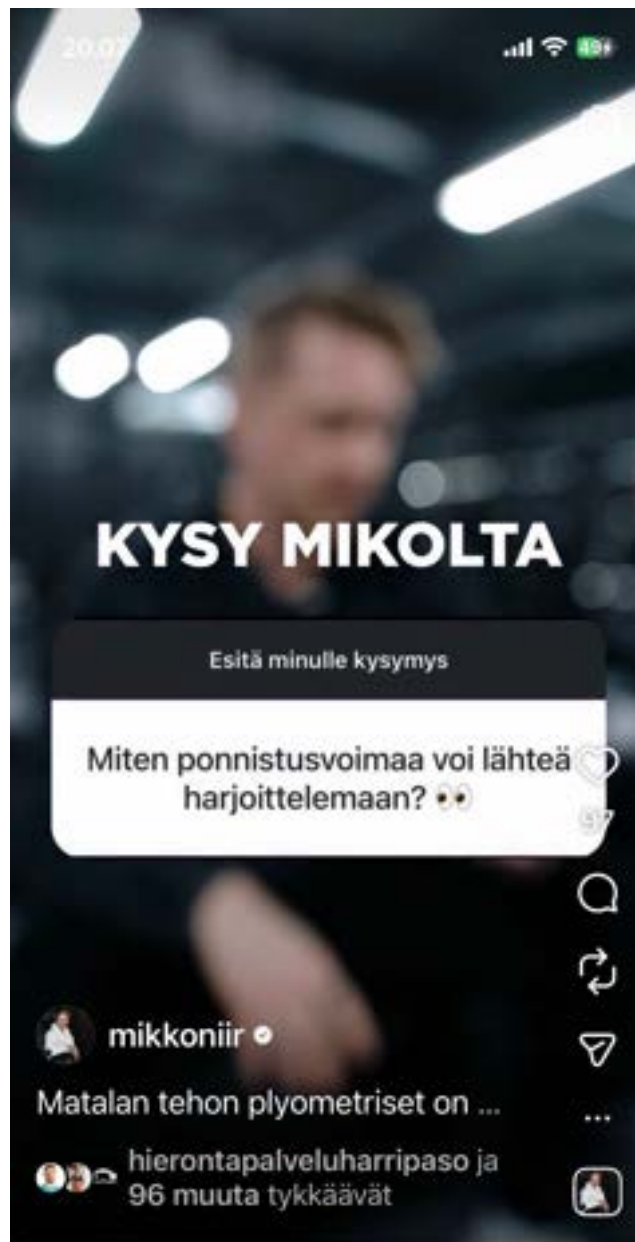 20.07
49
KYSY MIKOLTA
Esitä minulle kysymys
Miten ponnistusvoimaa voi lähteä
harjoittelemaan? 👀
97
mikkoniir
Matalan tehon plyometriset on ...
hierontapalveluharripaso ja
96 muuta tykkäävät